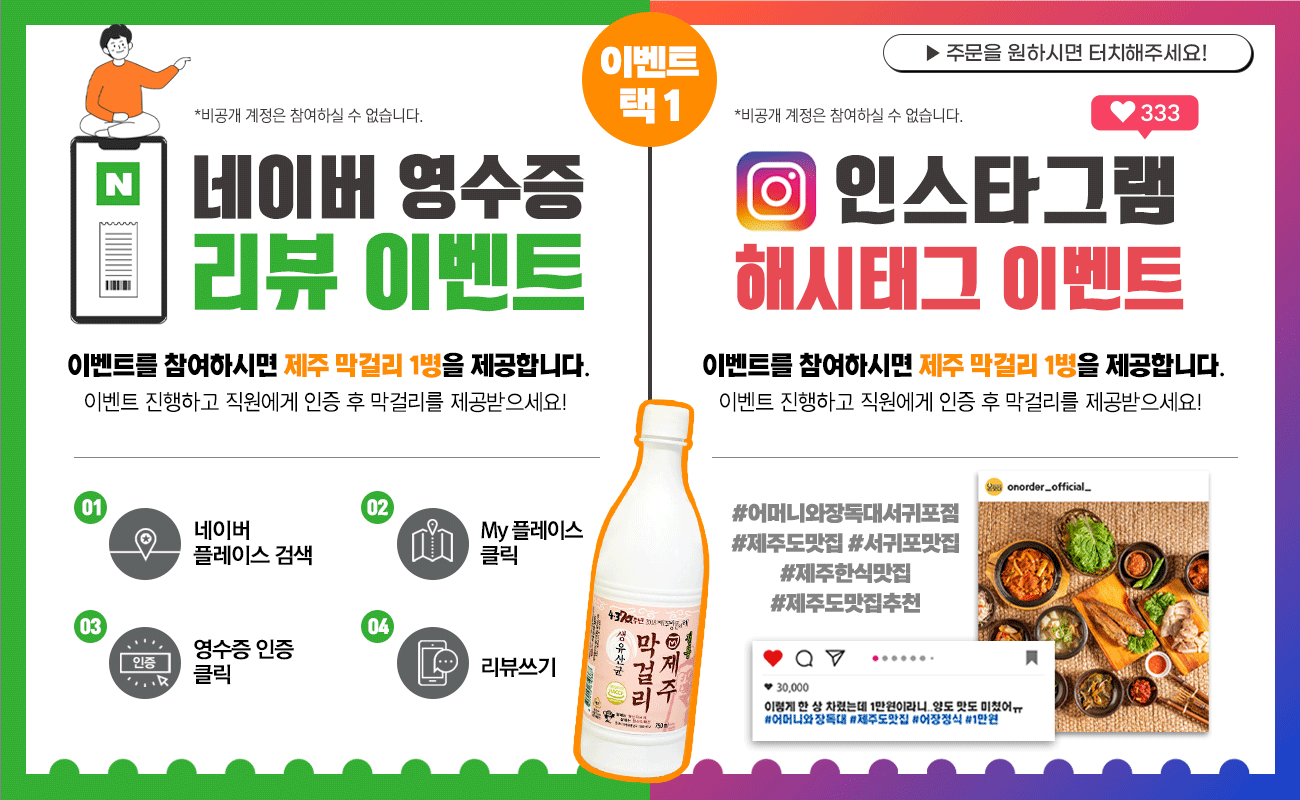 이벤트
택 1
▶ 주문을 원하시면 터치해주세요!
*비공개 계정은 참여하실 수 없습니다.
N
네이버 영수증
리뷰 이벤트
이벤트를 참여하시면 제주 막걸리 1병을 제공합니다.
이벤트 진행하고 직원에게 인증 후 막걸리를 제공받으세요!
01
네이버
플레이스 검색
02
My 플레이스
클릭
03
인증
영수증 인증
클릭
04
리뷰쓰기
생유산균
제주
막걸리
750㎖
*비공개 계정은 참여하실 수 없습니다.
333
인스타그램
해시태그 이벤트
이벤트를 참여하시면 제주 막걸리 1병을 제공합니다.
이벤트 진행하고 직원에게 인증 후 막걸리를 제공받으세요!
#어머니와장독대서귀포점
#제주도맛집 #서귀포맛집
#제주한식맛집
#제주도맛집추천
onorder_official_
30,000
이렇게 한 상 차렸는데 1만원이라니..양도 맛도 미쳤어ㅠ
#어머니와장독대 #제주도맛집 #어장정식 #1만원